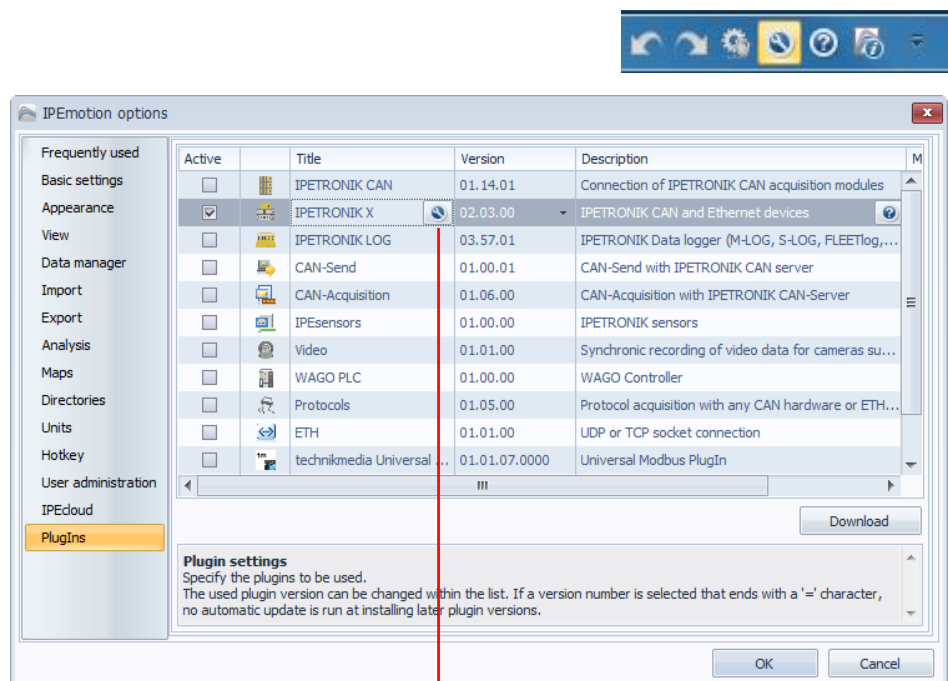 IPEmotion options
Frequently used
Basic settings
Appearance
View
Data manager
Import
Export
Analysis
Maps
Directories
Units
Hotkey
User administration
IPEcloud
PlugIns
Active Title Version Description M
IPETRONIK CAN 01.14.01 Connection of IPETRONIK CAN acquisition modules
IPETRONIK X 02.03.00 IPETRONIK CAN and Ethernet devices
IPETRONIK LOG 03.57.01 IPETRONIK Data logger (M-LOG, S-LOG, FLEETlog,...
CAN-Send 01.00.01 CAN-Send with IPETRONIK CAN server
CAN-Acquisition 01.06.00 CAN-Acquisition with IPETRONIK CAN-Server
IPEsensors 01.00.00 IPETRONIK sensors
Video 01.01.00 Synchronic recording of video data for cameras su...
WAGO PLC 01.00.00 WAGO Controller
Protocols 01.05.00 Protocol acquisition with any CAN hardware or ETH...
ETH 01.01.00 UDP or TCP socket connection
technikmedia Universal ... 01.01.07.0000 Universal Modbus PlugIn
Download
Plugin settings
Specify the plugins to be used.
The used plugin version can be changed within the list. If a version number is selected that ends with a '=' character,
no automatic update is run at installing later plugin versions.
OK Cancel